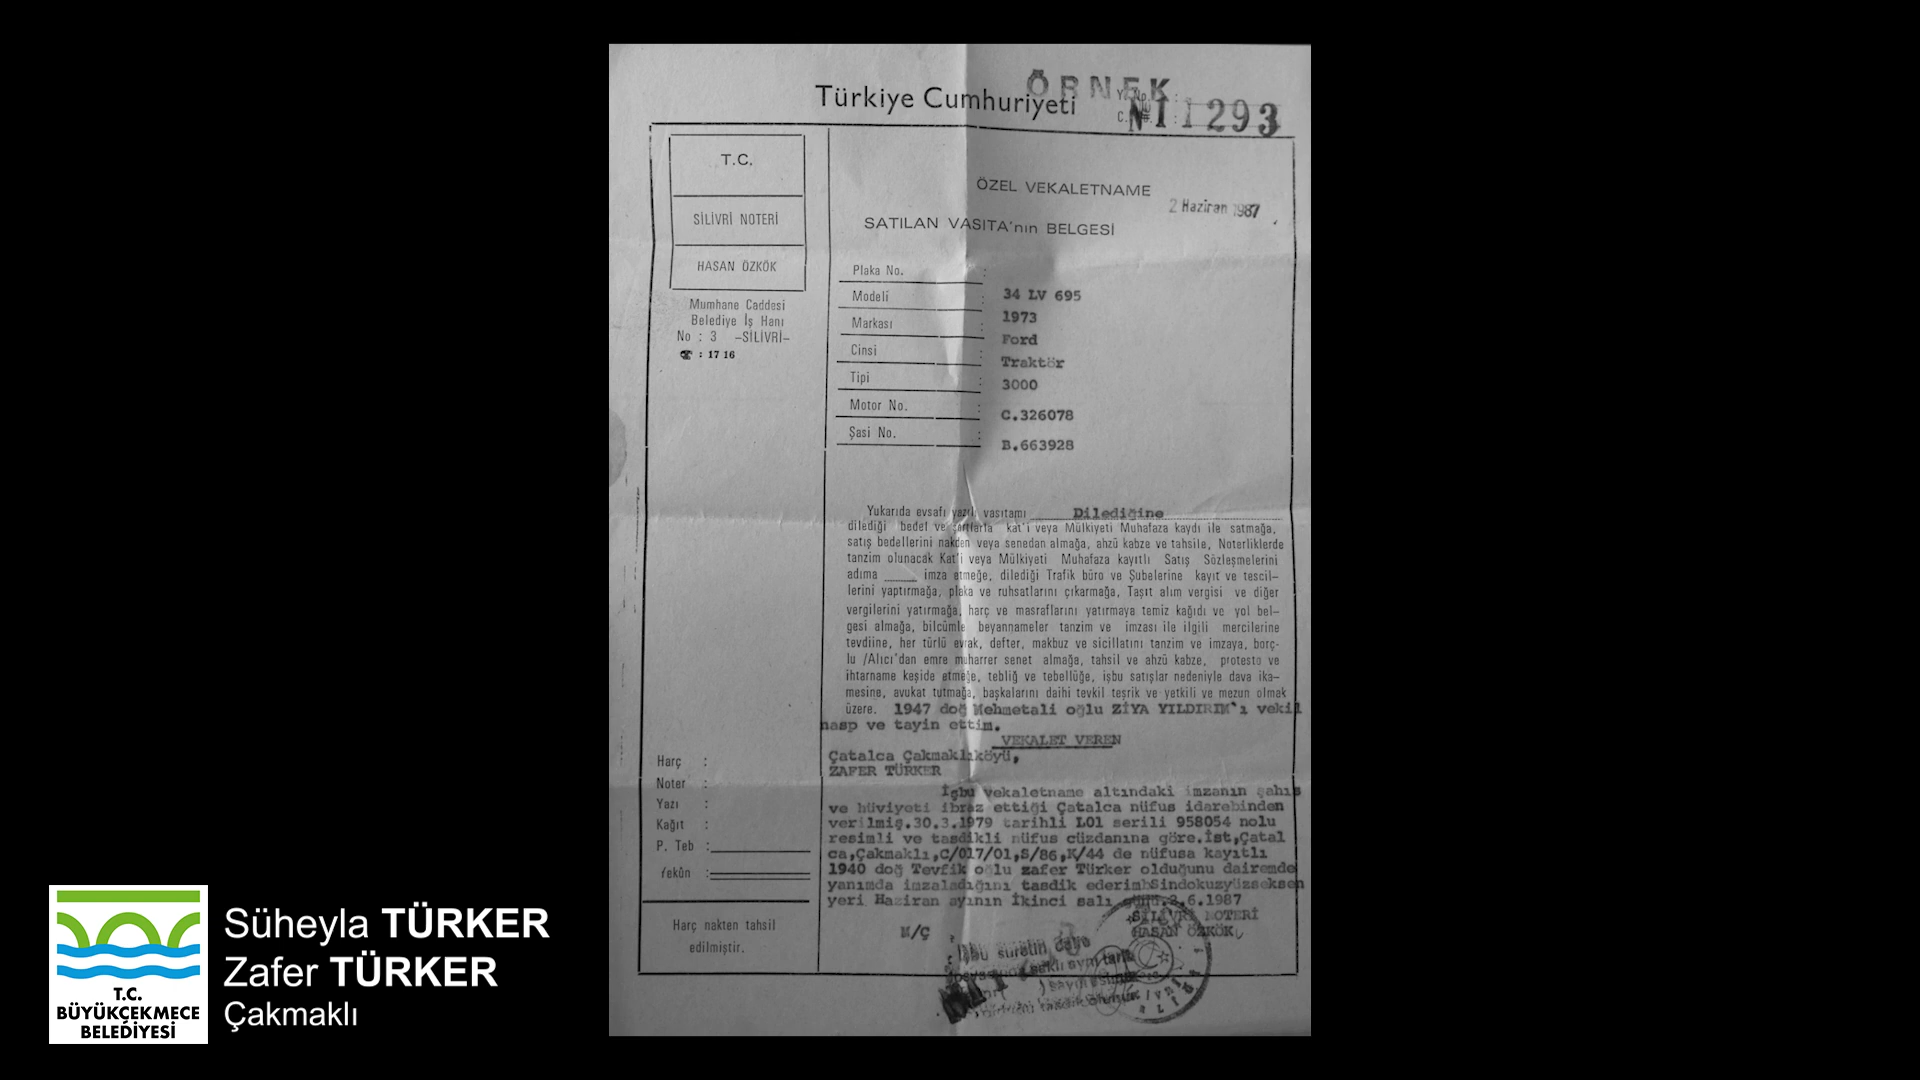 Türkiye Cumhuriyeti
ÖRNEK
11293
T.C.
SİLİVRİ NOTERİ
HASAN ÖZKÖK
Mumhane Caddesi
Belediye İş Hanı
No : 3 –SİLİVRİ–
☎ : 17 16
ÖZEL VEKALETNAME
2 Haziran 1987
SATILAN VASITA'nın BELGESİ
Plaka No. :
Modeli : 34 LV 695
Markası : 1973
Ford
Cinsi : Traktör
Tipi : 3000
Motor No. : C.326078
Şasi No. : B.663928
Yukarıda evsafı yazılı vasıtamı Dilediğine
dilediği bedel ve şartlarla kat'i veya Mülkiyeti Muhafaza kaydı ile satmağa,
satış bedellerini nakden veya senedan almağa, ahzü kabze ve tahsile, Noterliklerde
tanzim olunacak Kat'i veya Mülkiyeti Muhafaza kayıtlı Satış Sözleşmelerini
adıma ____ imza etmeğe, dilediği Trafik büro ve Şubelerine kayıt ve tescil–
lerini yaptırmağa, plaka ve ruhsatlarını çıkarmağa, Taşıt alım vergisi ve diğer
vergilerini yatırmağa, harç ve masraflarını yatırmaya temiz kağıdı ve yol bel–
gesi almağa, bilcümle beyannameler tanzim ve imzası ile ilgili mercilerine
tevdiine, her türlü evrak, defter, makbuz ve sicillatını tanzim ve imzaya, borç–
lu /Alıcı'dan emre muharrer senet almağa, tahsil ve ahzü kabze, protesto ve
ihtarname keşide etmeğe, tebliğ ve tebellüğe, işbu satışlar nedeniyle dava ika–
mesine, avukat tutmağa, başkalarını daihi tevkil teşrik ve yetkili ve mezun olmak
üzere. 1947 doğ Mehmetali oğlu ZİYA YILDIRIM'ı vekil
nasp ve tayin ettim.
VEKALET VEREN
Çatalca Çakmaklıköyü,
ZAFER TÜRKER
İşbu vekaletname altındaki imzanın şahıs
ve hüviyeti ibraz ettiği Çatalca nüfus idaresinden
verilmiş.30.3.1979 tarihli L01 serili 958054 nolu
resimli ve tasdikli nüfus cüzdanına göre.İst,Çatal
ca,Çakmaklı,C/017/01,S/86,K/44 de nüfusa kayıtlı
1940 doğ Tevfik oğlu zafer Türker olduğunu dairemde
yanımda imzaladığını tasdik ederimbSindokuzyüzseksen
yeri Haziran ayının İkinci salı günü.2.6.1987
SİLİVRİ NOTERİ
M/Ç HASAN ÖZKÖK
Harç :
Noter :
Yazı :
Kağıt :
P. Teb :
Yekûn :
Harç nakten tahsil
edilmiştir.
İşbu suretin daire
T.C.
BÜYÜKÇEKMECE
BELEDİYESİ
Süheyla TÜRKER
Zafer TÜRKER
Çakmaklı